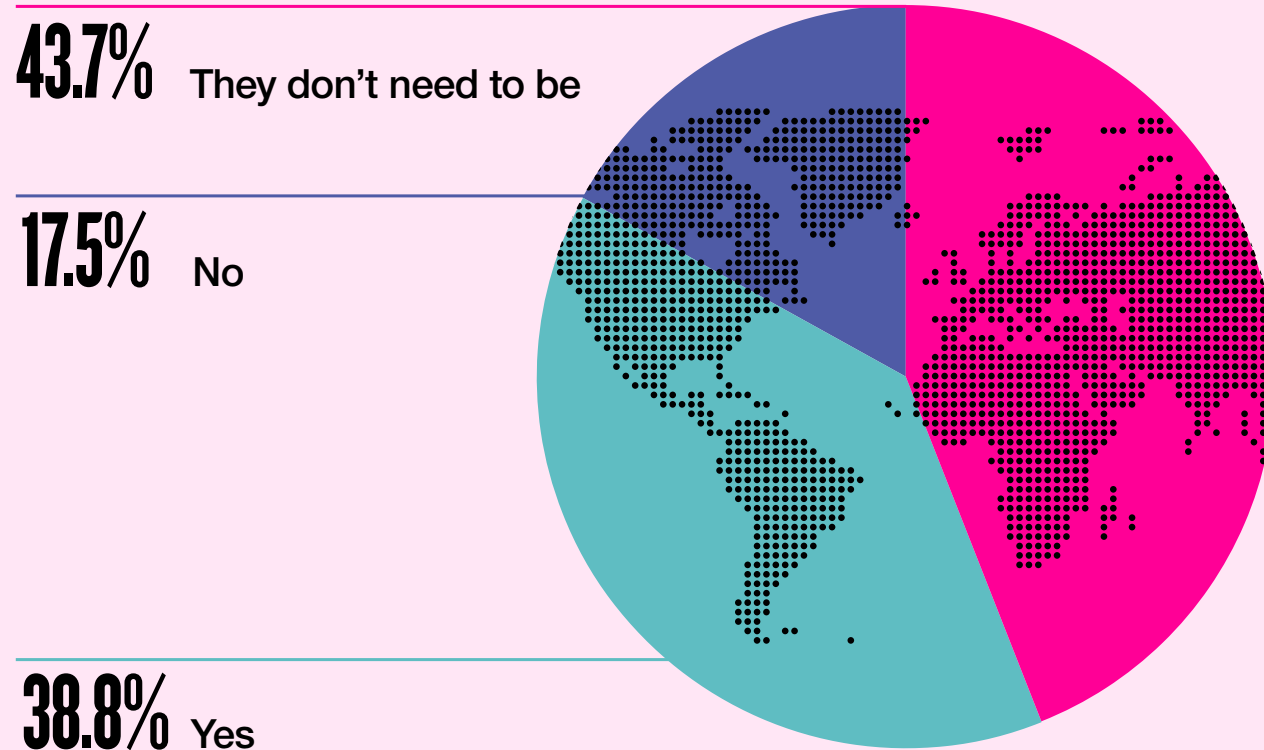 43.7% They don’t need to be
17.5% No
38.8% Yes